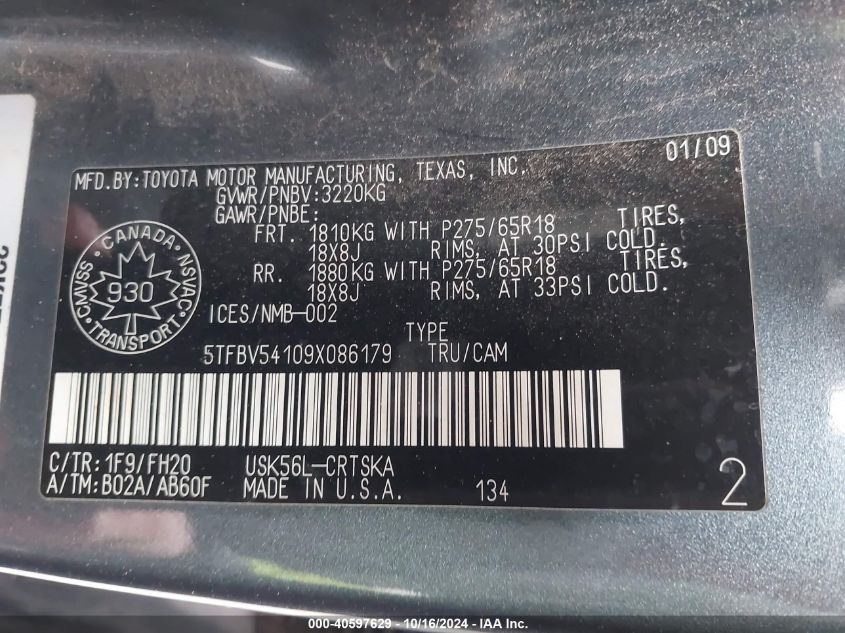 01/09
MFD.BY:TOYOTA MOTOR MANUFACTURING, TEXAS, INC.
GVWR/PNBV:3220KG
GAWR/PNBE:
FRT. 1810KG WITH P275/65R18 TIRES,
18X8J RIMS, AT 30PSI COLD.
RR. 1880KG WITH P275/65R18 TIRES,
18X8J RIMS, AT 33PSI COLD.
CANADA
CMVSS NSVAC
930
TRANSPORT
ICES/NMB-002
TYPE
5TFBV54109X086179 TRU/CAM
C/TR: 1F9/FH20 USK56L-CRTSKA
A/TM: B02A/AB60F MADE IN U.S.A. 134 2
000-40597629 - 10/16/2024 - IAA Inc.